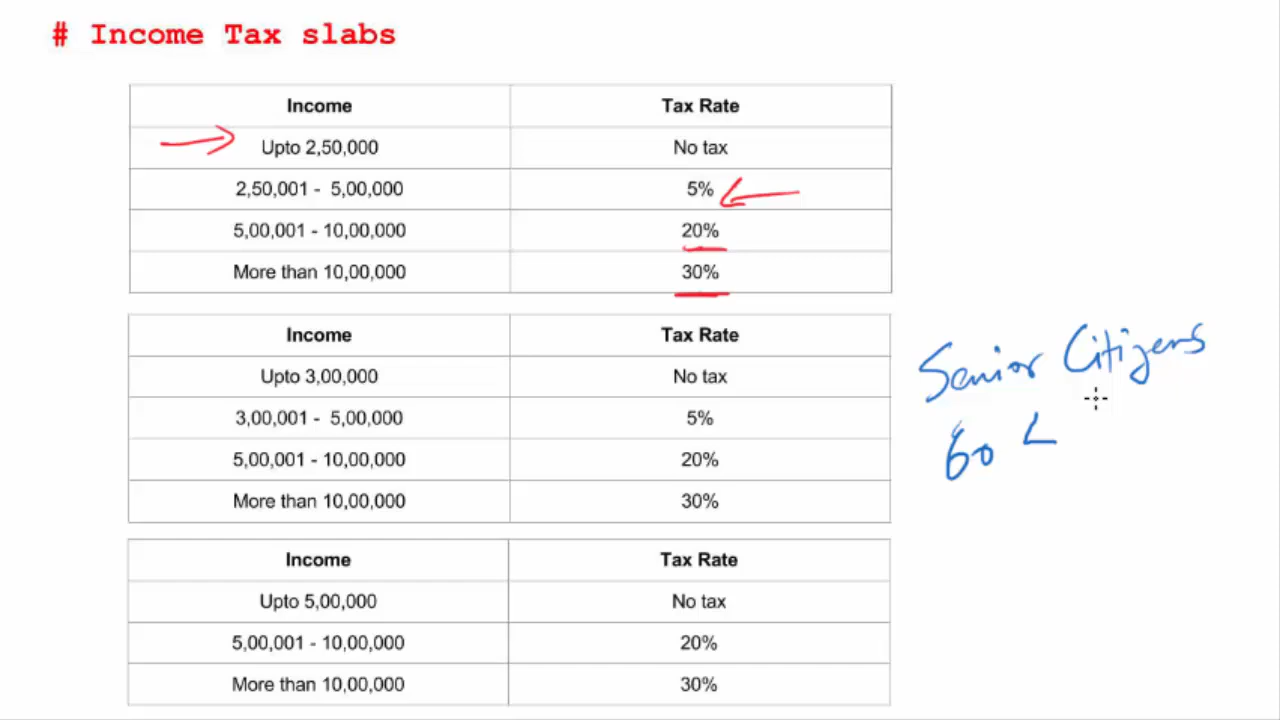 # Income Tax slabs
Income Tax Rate
Upto 2,50,000 No tax
2,50,001 - 5,00,000 5%
5,00,001 - 10,00,000 20%
More than 10,00,000 30%
Income Tax Rate
Upto 3,00,000 No tax
3,00,001 - 5,00,000 5%
5,00,001 - 10,00,000 20%
More than 10,00,000 30%
Senior Citizens
60 <
Income Tax Rate
Upto 5,00,000 No tax
5,00,001 - 10,00,000 20%
More than 10,00,000 30%